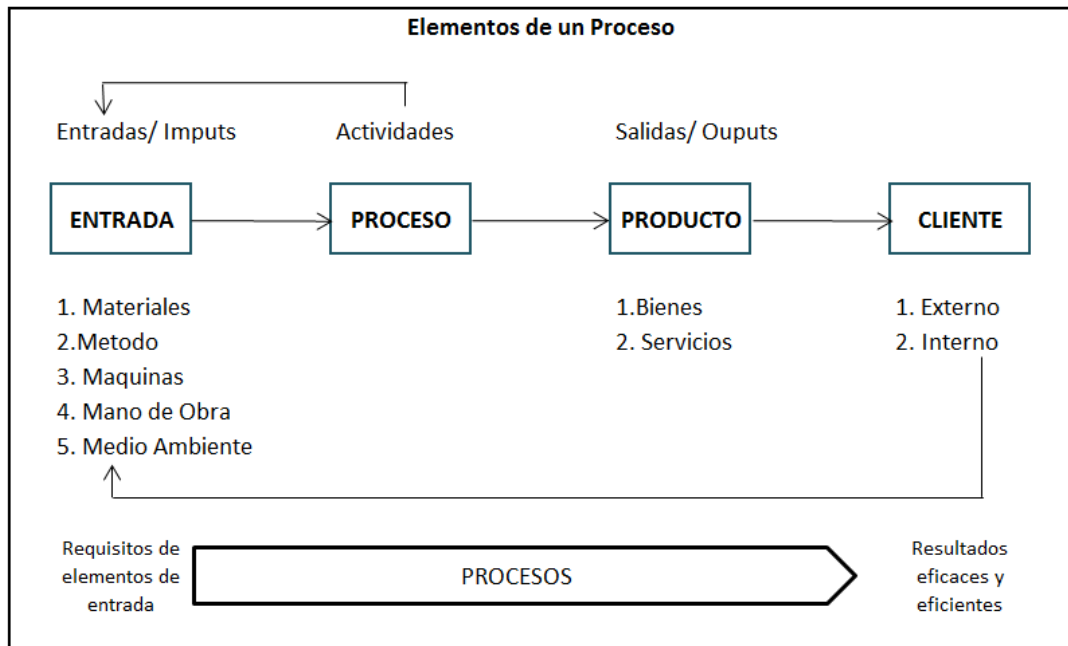 Elementos de un Proceso
Entradas/ Imputs
Actividades
Salidas/ Ouputs
ENTRADA
PROCESO
PRODUCTO
CLIENTE
1. Materiales
2.Metodo
3. Maquinas
4. Mano de Obra
5. Medio Ambiente
1.Bienes
2. Servicios
1. Externo
2. Interno
Requisitos de
elementos de
entrada
PROCESOS
Resultados
eficaces y
eficientes